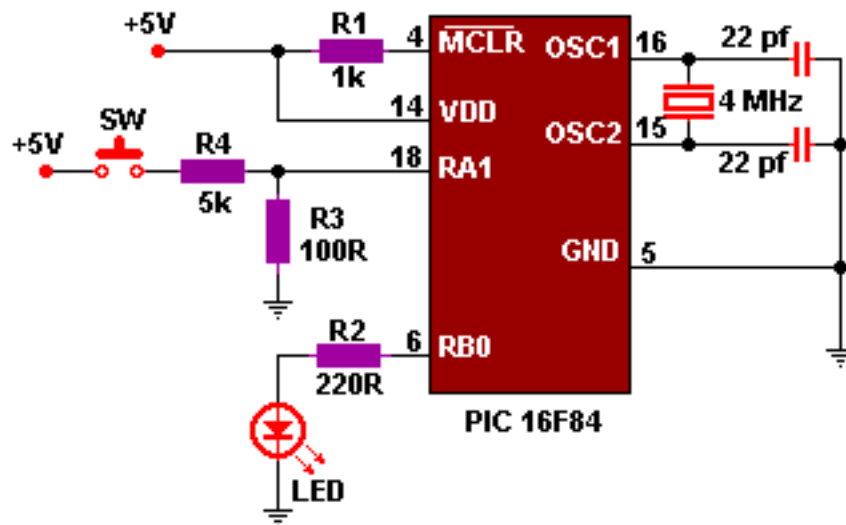 +5V
R1
1k
4
MCLR
OSC1
16
22 pf
14
VDD
4 MHz
SW
+5V
R4
5k
18
RA1
OSC2
15
22 pf
R3
100R
GND
5
R2
220R
6
RB0
PIC 16F84
LED